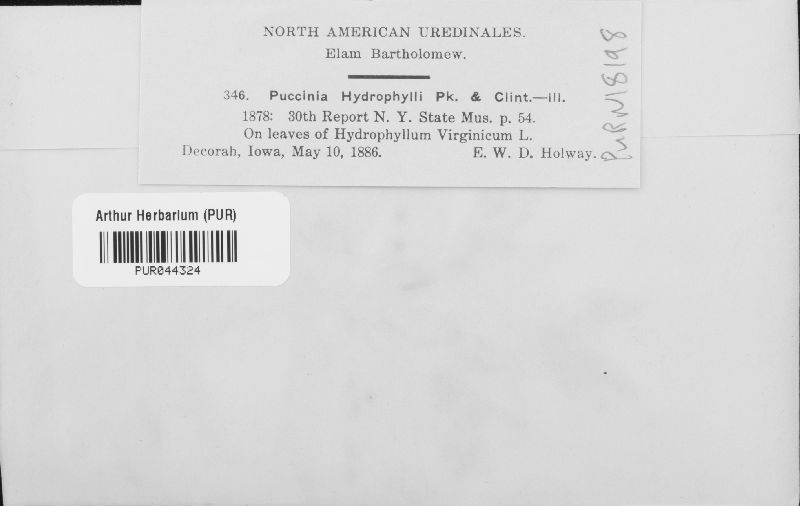 NORTH AMERICAN UREDINALES.
Elam Bartholomew.
346. Puccinia Hydrophylli Pk. & Clint.—III.
1878: 30th Report N. Y. State Mus. p. 54.
On leaves of Hydrophyllum Virginicum L.
Decorah, Iowa, May 10, 1886. E. W. D. Holway.
PURN18198
Arthur Herbarium (PUR)
PUR044324